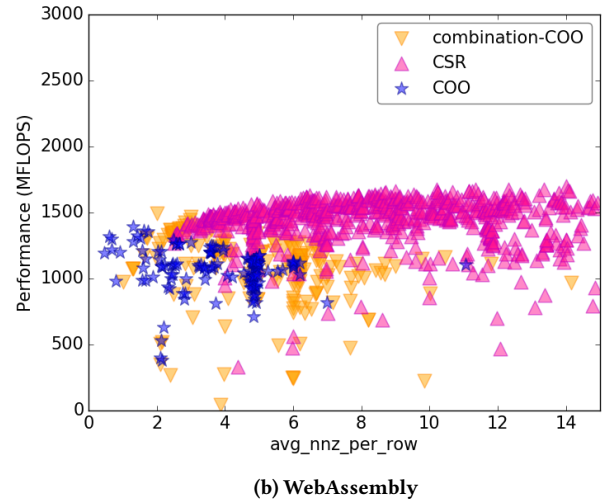 3000
2500
2000
1500
1000
500
0
Performance (MFLOPS)
combination-COO
CSR
COO
0 2 4 6 8 10 12 14
avg_nnz_per_row
(b) WebAssembly